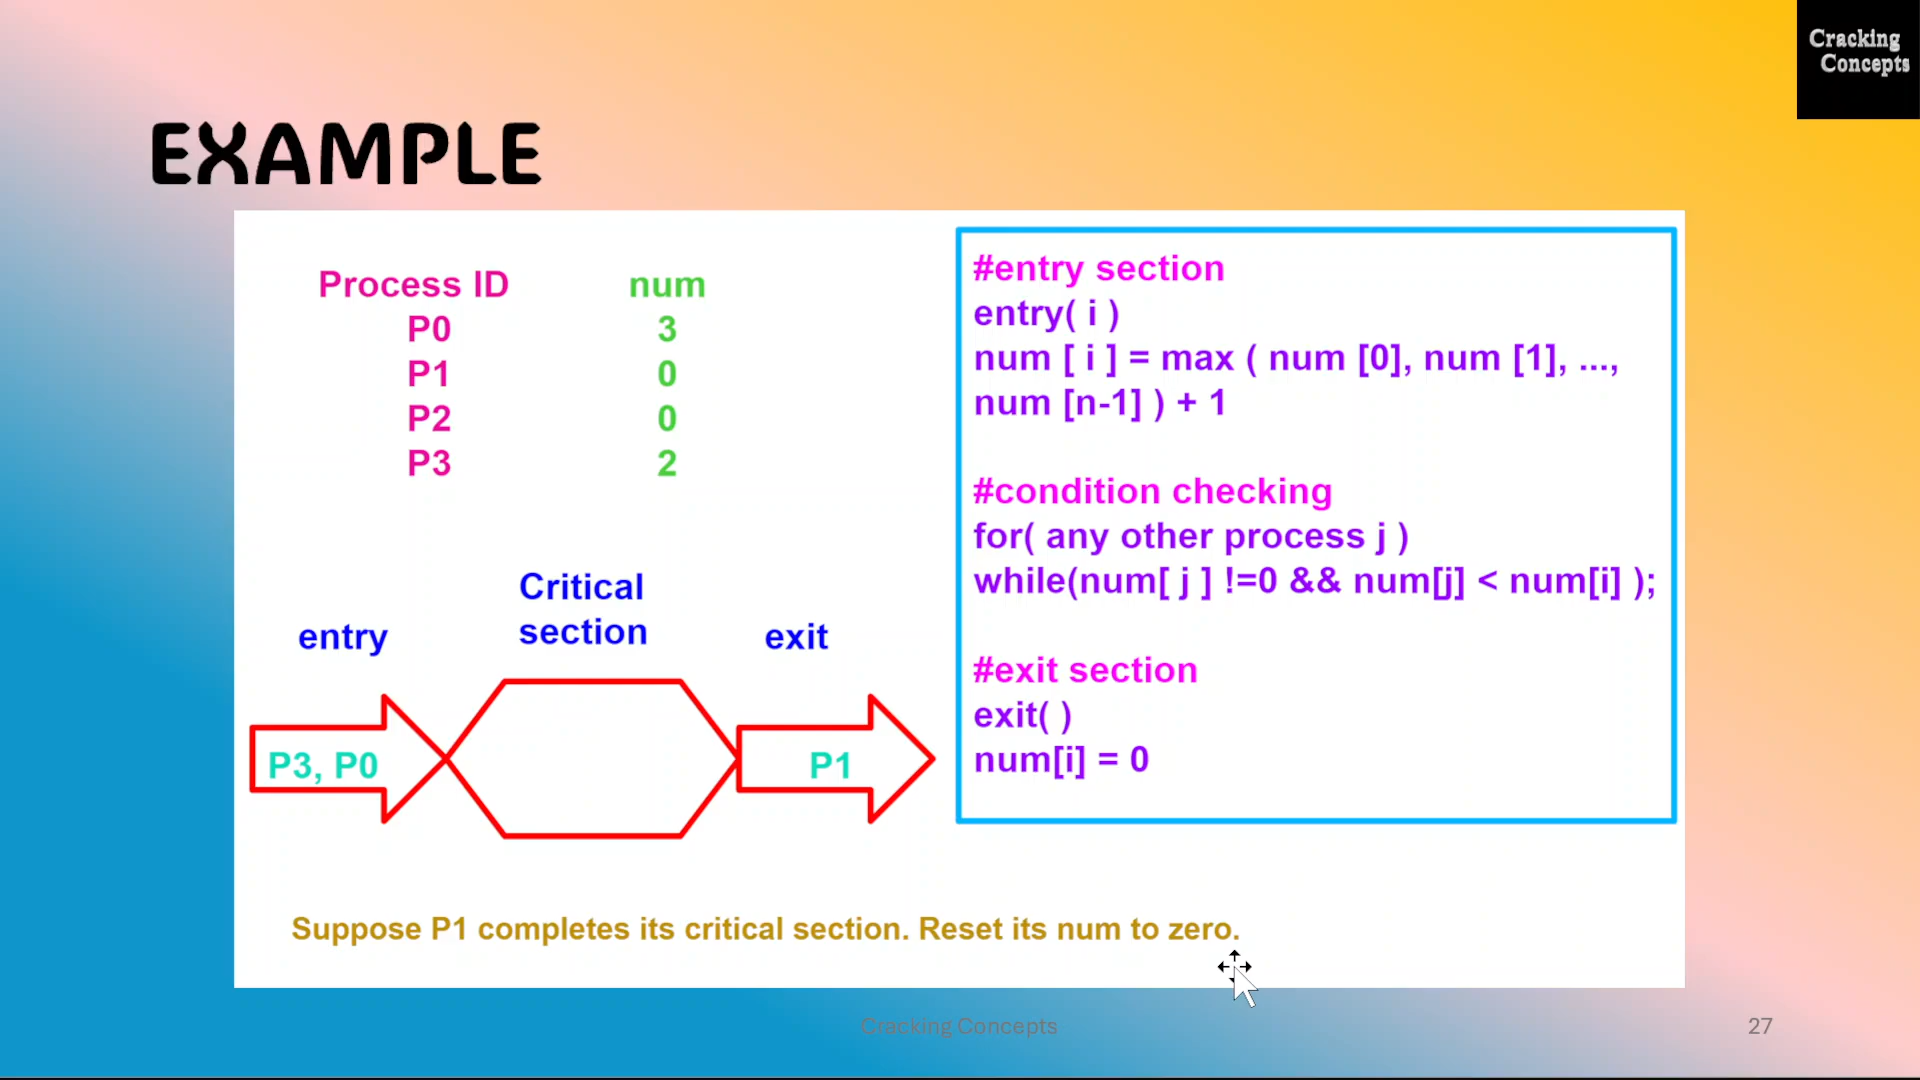 Cracking
Concepts
EXAMPLE
Process ID num
P0 3
P1 0
P2 0
P3 2
Critical
section
entry
exit
P3, P0
P1
#entry section
entry( i )
num [ i ] = max ( num [0], num [1], ...,
num [n-1] ) + 1
#condition checking
for( any other process j )
while(num[ j ] !=0 && num[j] < num[i] );
#exit section
exit( )
num[i] = 0
Suppose P1 completes its critical section. Reset its num to zero.
Cracking Concepts
27